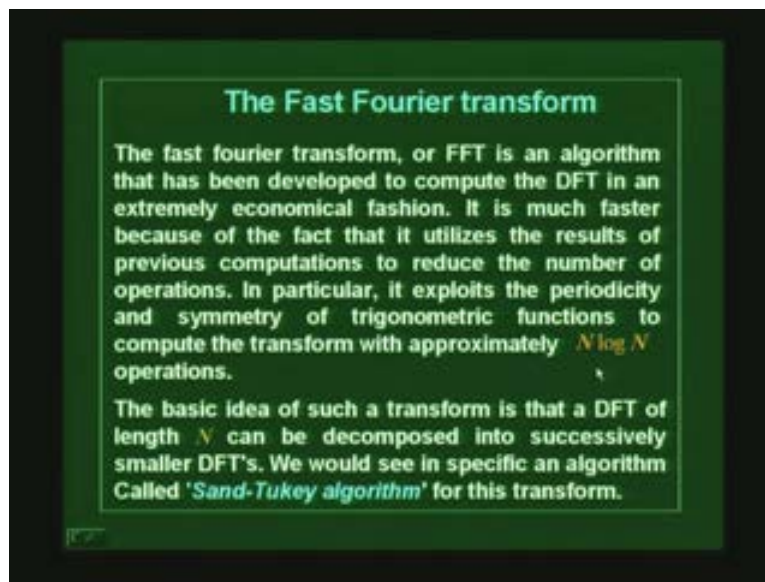 The Fast Fourier transform
The fast fourier transform, or FFT is an algorithm
that has been developed to compute the DFT in an
extremely economical fashion. It is much faster
because of the fact that it utilizes the results of
previous computations to reduce the number of
operations. In particular, it exploits the periodicity
and symmetry of trigonometric functions to
compute the transform with approximately N log N
operations.
The basic idea of such a transform is that a DFT of
length N can be decomposed into successively
smaller DFT's. We would see in specific an algorithm
Called 'Sand-Tukey algorithm' for this transform.